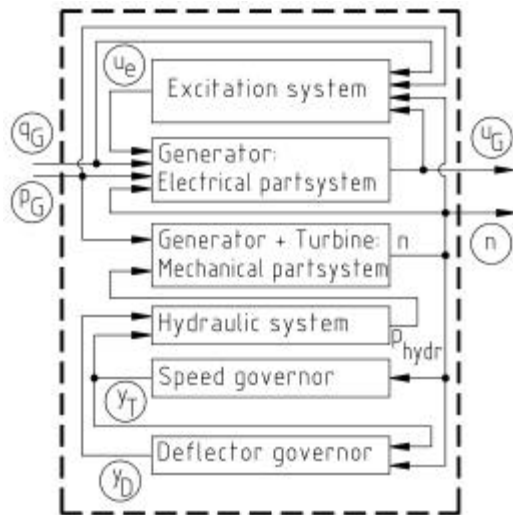 u_e
Excitation system
q_G
u_G
Generator:
Electrical partsystem
p_G
n
Generator + Turbine:
n
Mechanical partsystem
Hydraulic system
p_hydr
Speed governor
y_T
Deflector governor
y_D